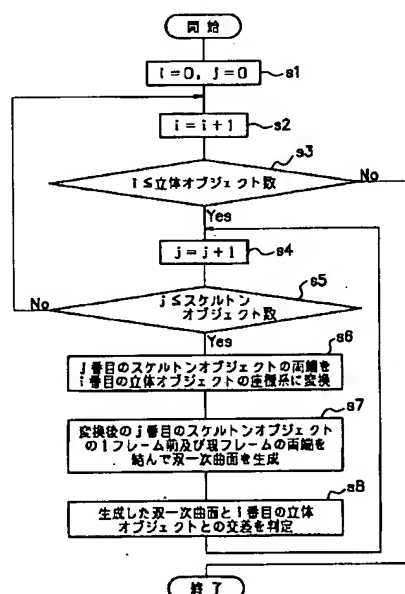 開始
i=0, j=0
s1
i=i+1
s2
s3
i≤立体オブジェクト数
No
Yes
j=j+1
s4
s5
j≤スケルトン
オブジェクト数
No
Yes
s6
j番目のスケルトンオブジェクトの両端を
i番目の立体オブジェクトの座標系に変換
s7
変換後のj番目のスケルトンオブジェクト
の1フレーム前及び現フレームの両端を
結んで双一次曲面を生成
s8
生成した双一次曲面とi番目の立体
オブジェクトとの交差を判定
終了